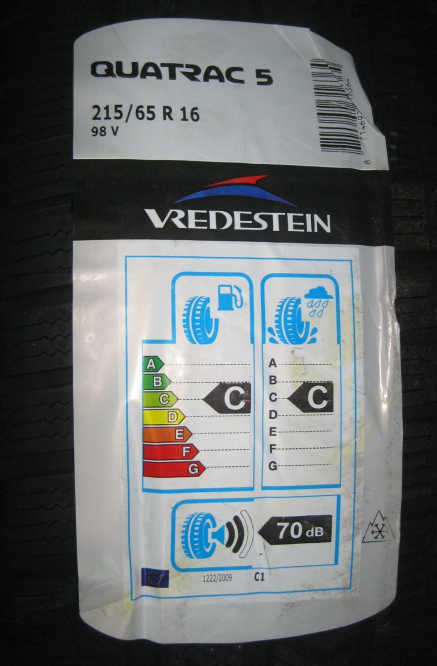 QUATRAC 5
215/65 R 16
98 V
VREDESTEIN
A
B
C
D
E
F
G
C
A
B
C
D
E
F
G
C
70 dB
1222/2009 C1